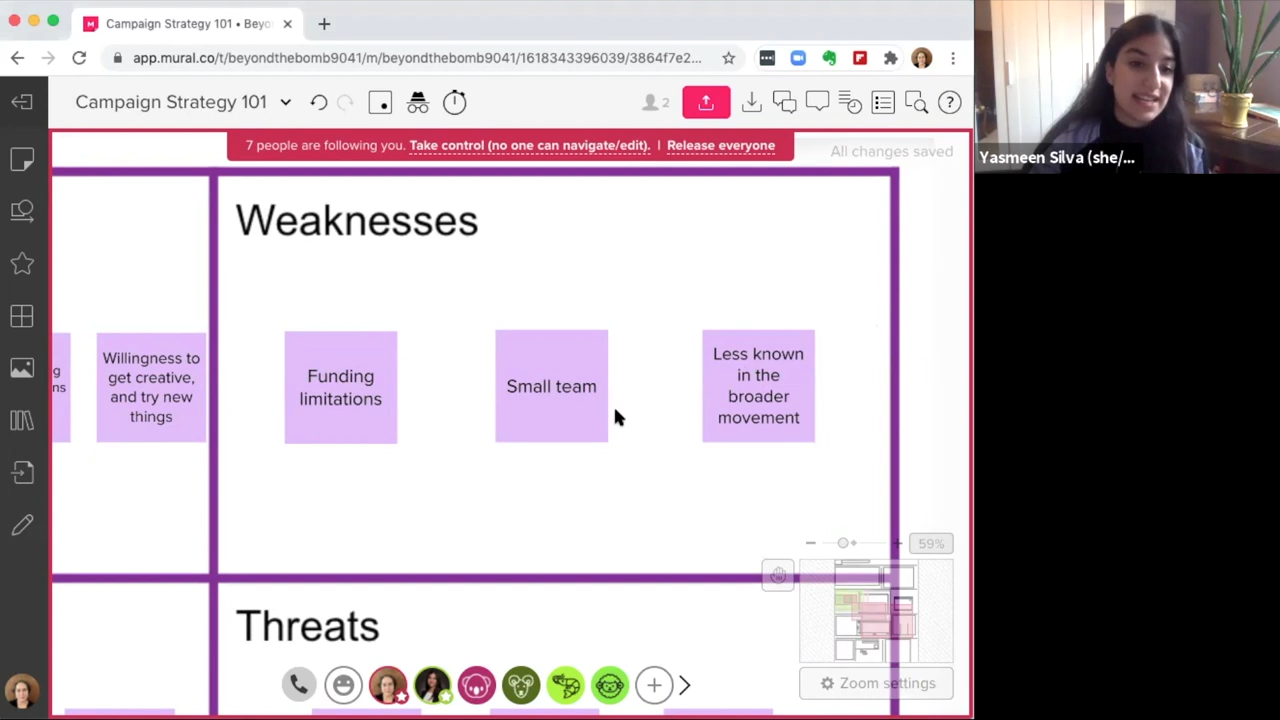 Campaign Strategy 101 • Beyo
app.mural.co/t/beyondthebomb9041/m/beyondthebomb9041/1618343396039/3864f7e2...
Campaign Strategy 101
2
7 people are following you. Take control (no one can navigate/edit). | Release everyone
All changes saved
Yasmeen Silva (she/...
Weaknesses
g
ns
Willingness to
get creative,
and try new
things
Funding
limitations
Small team
Less known
in the
broader
movement
59%
Threats
Zoom settings